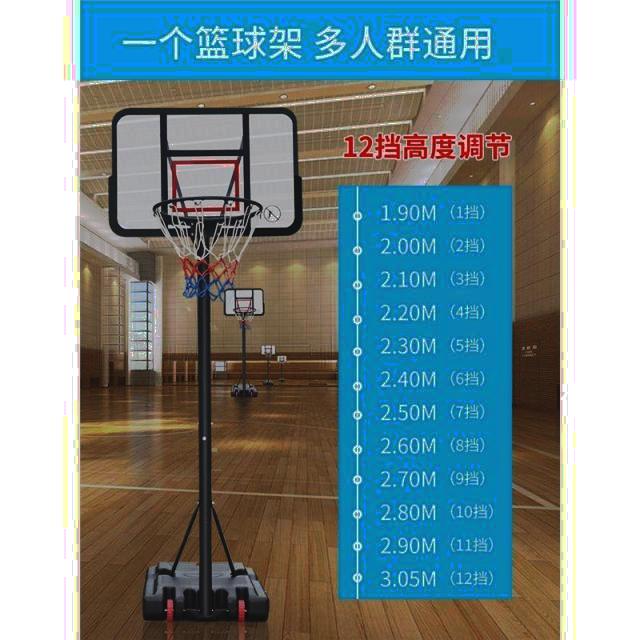 一个篮球架 多人群通用
12挡高度调节
1.90M（1挡）
2.00M（2挡）
2.10M（3挡）
2.20M（4挡）
2.30M（5挡）
2.40M（6挡）
2.50M（7挡）
2.60M（8挡）
2.70M（9挡）
2.80M（10挡）
2.90M（11挡）
3.05M（12挡）